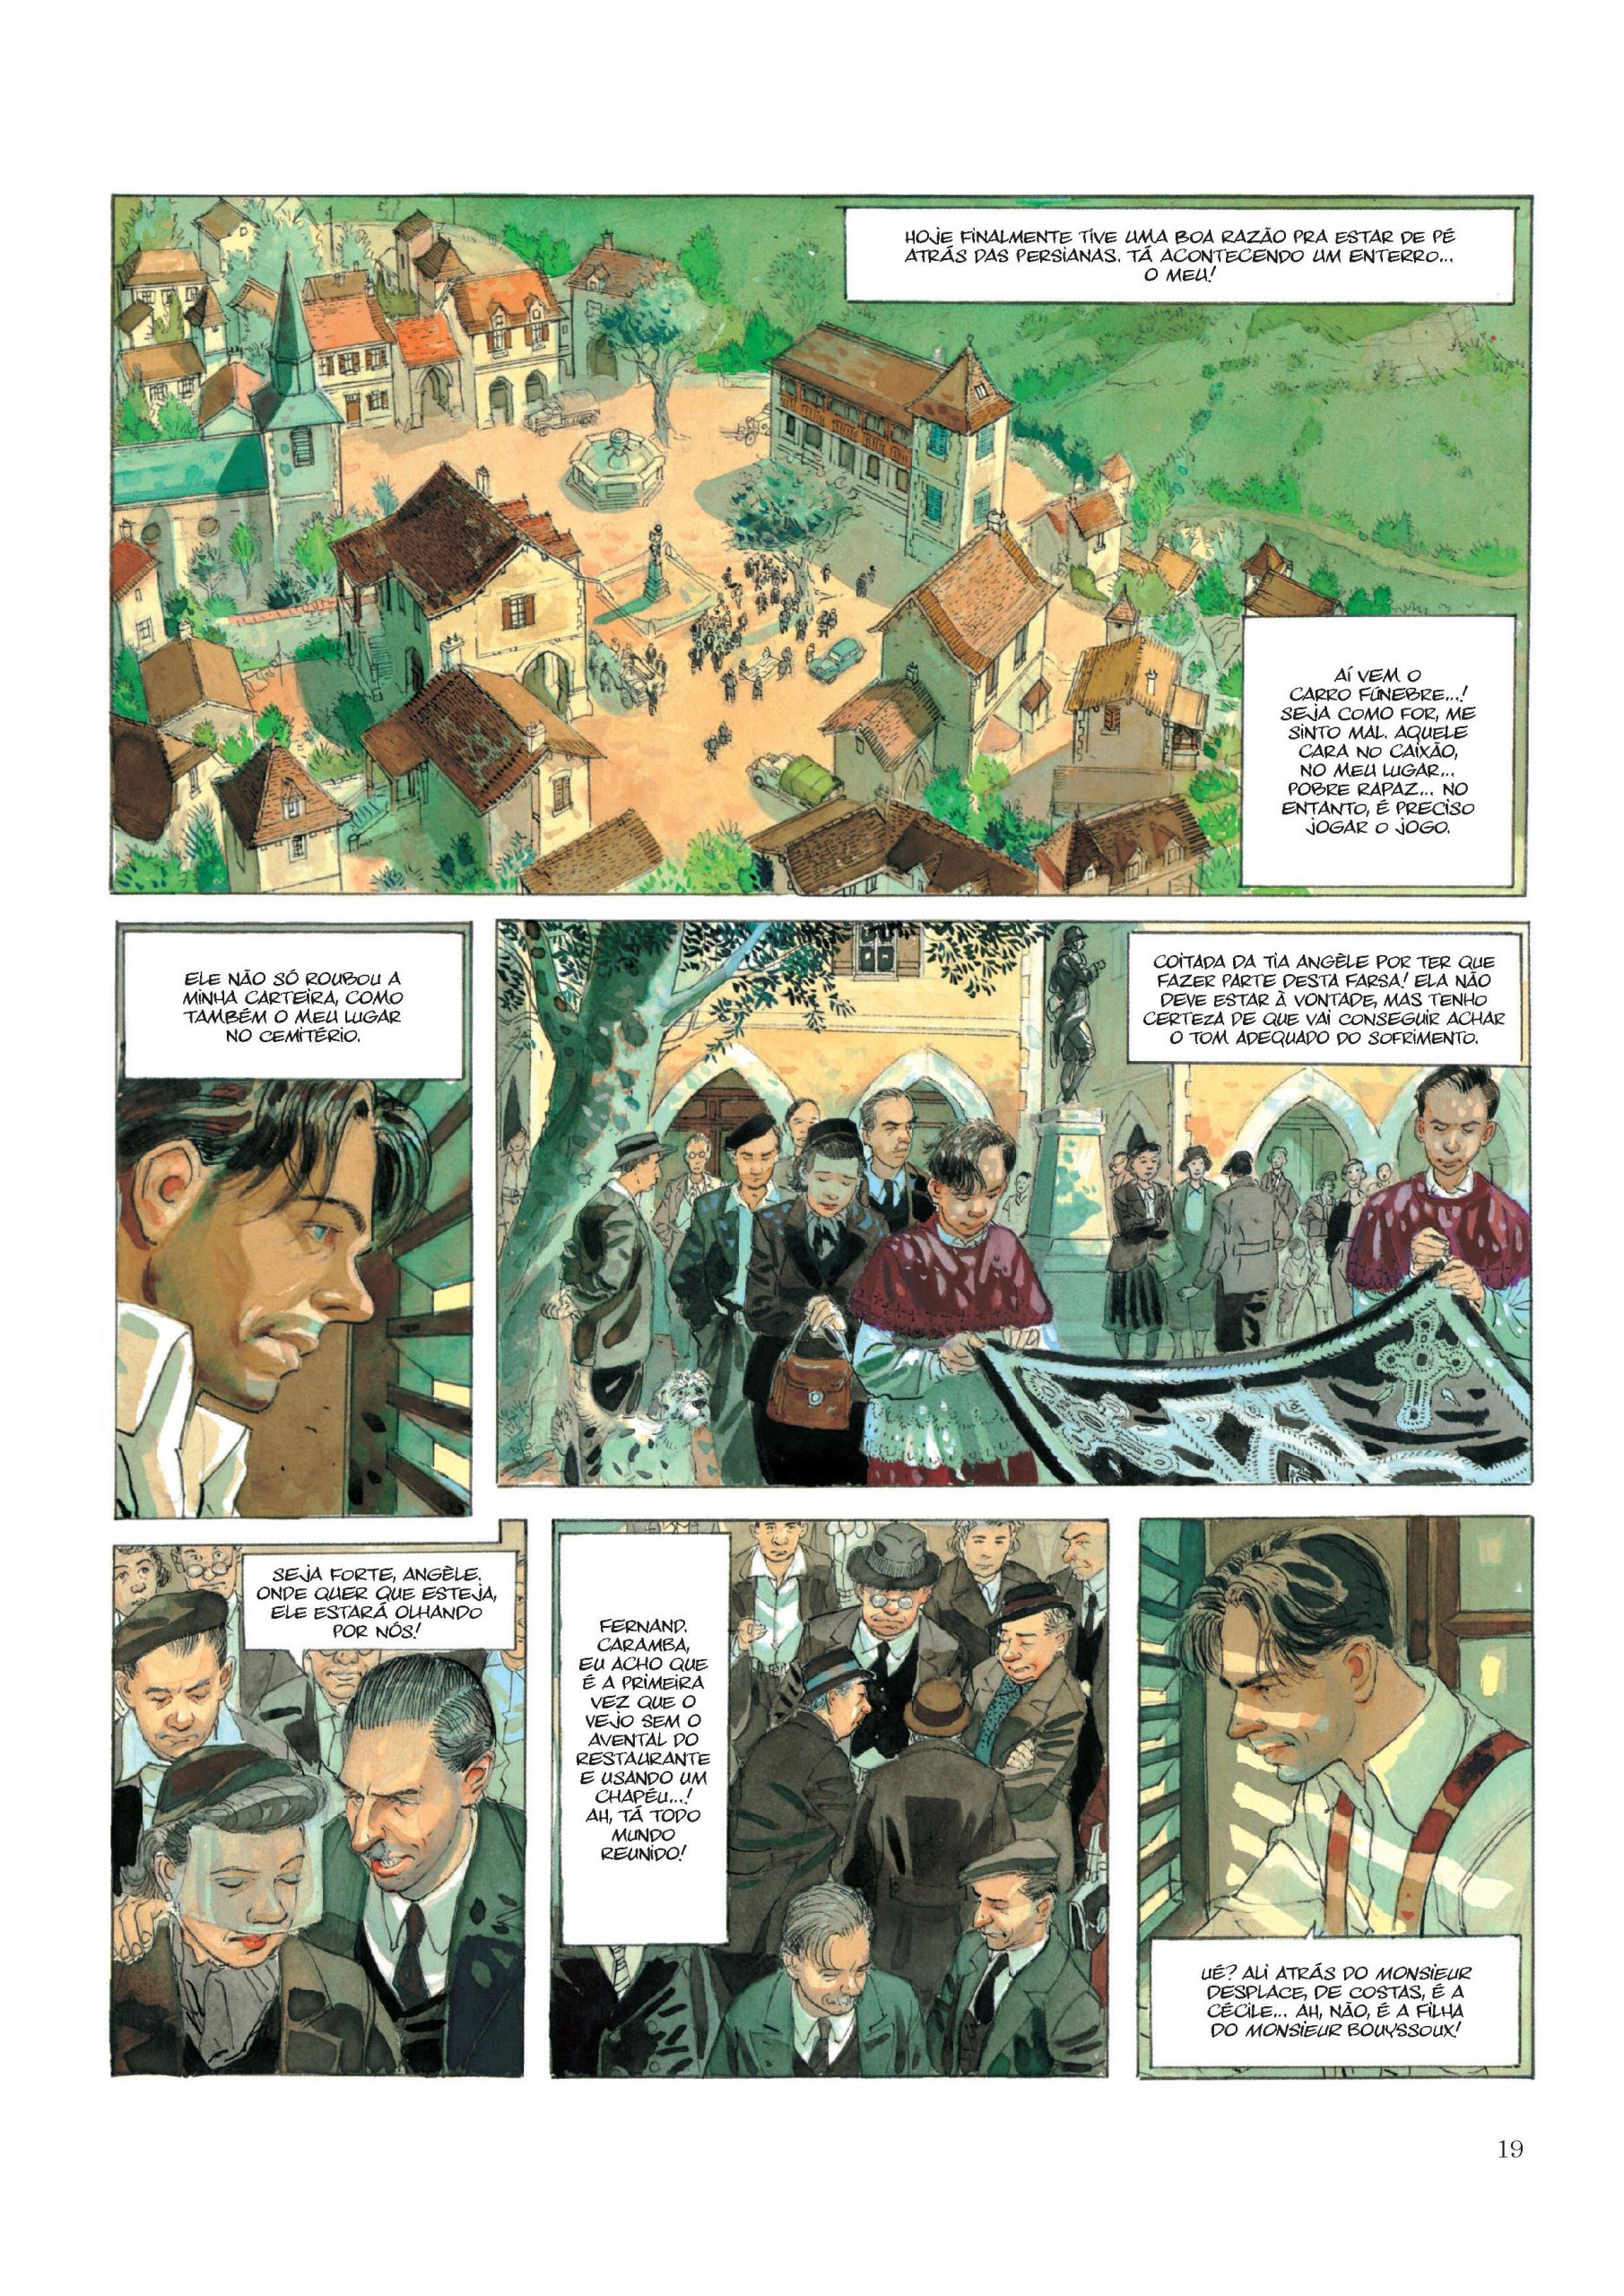 HOJE FINALMENTE TIVE UMA BOA RAZÃO PRA ESTAR DE PÉ
ATRÁS DAS PERSIANAS. TÁ ACONTECENDO UM ENTERRO...
O MEU!
AÍ VEM O
CARRO FÚNEBRE...!
SEJA COMO FOR, ME
SINTO MAL. AQUELE
CARA NO CAIXÃO,
NO MEU LUGAR...
POBRE RAPAZ... NO
ENTANTO, É PRECISO
JOGAR O JOGO.
ELE NÃO SÓ ROUBOU A
MINHA CARTEIRA, COMO
TAMBÉM O MEU LUGAR
NO CEMITÉRIO.
COITADA DA TIA ANGÈLE POR TER QUE
FAZER PARTE DESTA FARSA! ELA NÃO
DEVE ESTAR À VONTADE, MAS TENHO
CERTEZA DE QUE VAI CONSEGUIR ACHAR
O TOM ADEQUADO DO SOFRIMENTO.
SEJA FORTE, ANGÈLE.
ONDE QUER QUE ESTEJA,
ELE ESTARÁ OLHANDO
POR NÓS!
FERNAND.
CARAMBA,
EU ACHO QUE
É A PRIMEIRA
VEZ QUE O
VEJO SEM O
AVENTAL DO
RESTAURANTE
E USANDO UM
CHAPÉU...!
AH, TÁ TODO
MUNDO
REUNIDO!
UÉ? ALI ATRÁS DO MONSIEUR
DESPLACE, DE COSTAS, É A
CÉCILE... AH, NÃO, É A FILHA
DO MONSIEUR BOUYSSOUX!
19